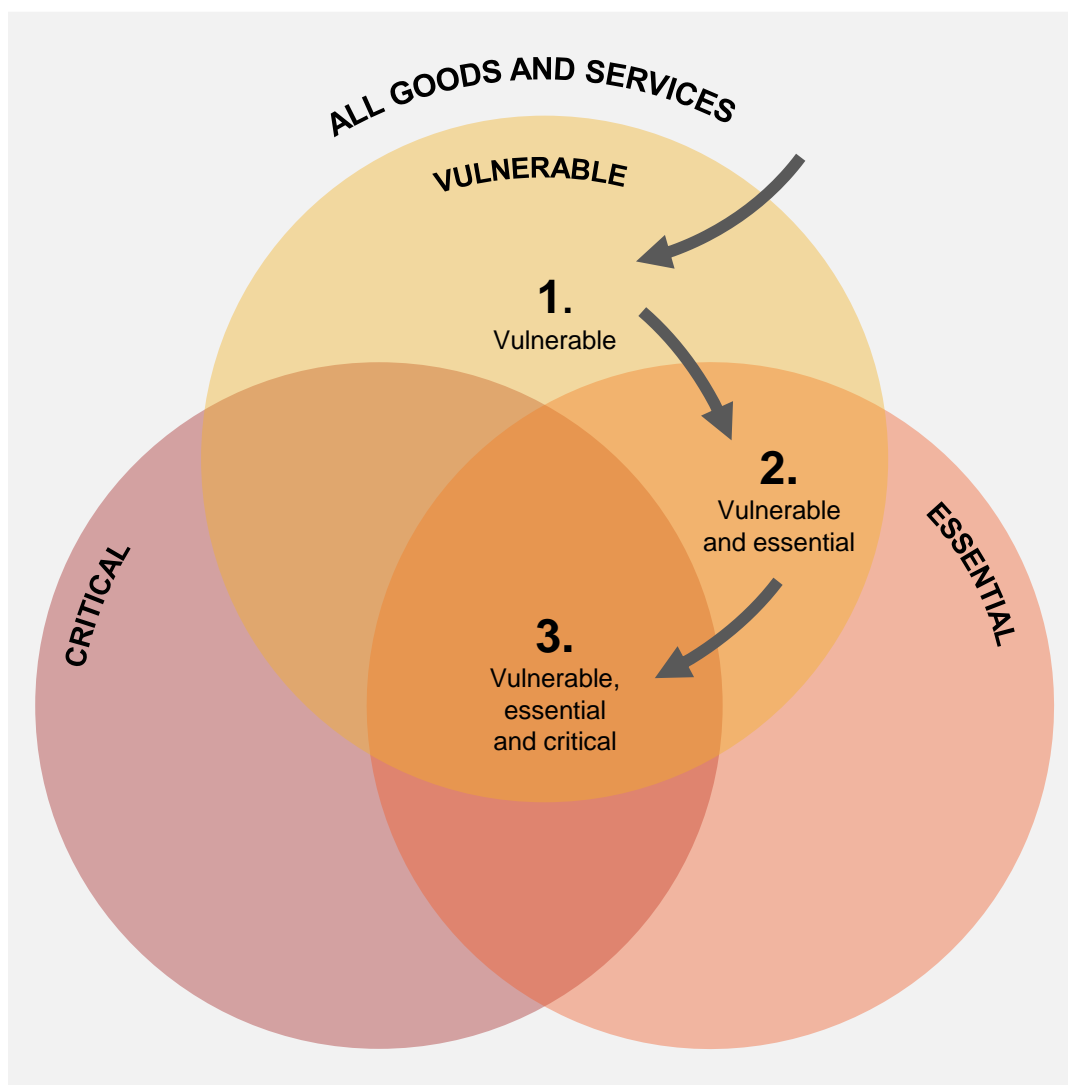 ALL GOODS AND SERVICES
VULNERABLE
1.
Vulnerable
2.
Vulnerable
and essential
ESSENTIAL
CRITICAL
3.
Vulnerable,
essential
and critical